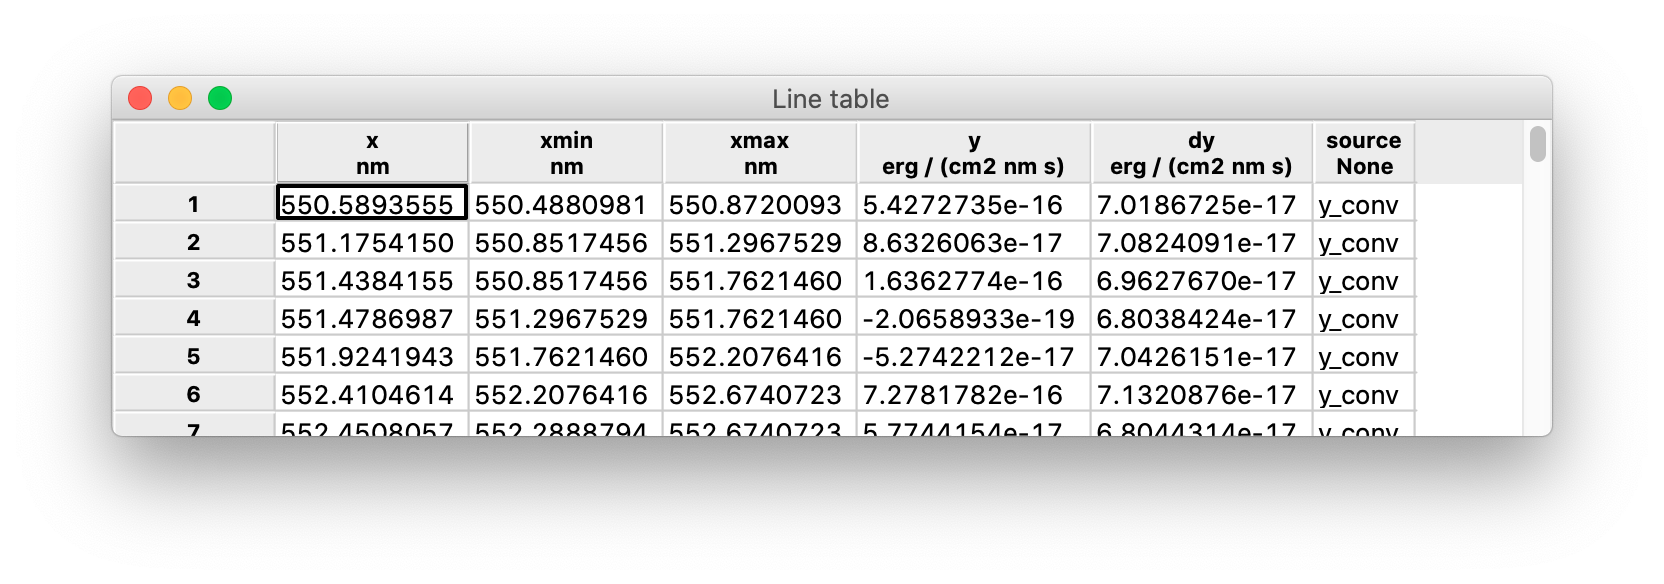 Line table
x xmin xmax y dy source
nm nm nm erg / (cm2 nm s) erg / (cm2 nm s) None
1 550.5893555 550.4880981 550.8720093 5.4272735e-16 7.0186725e-17 y_conv
2 551.1754150 550.8517456 551.2967529 8.6326063e-17 7.0824091e-17 y_conv
3 551.4384155 550.8517456 551.7621460 1.6362774e-16 6.9627670e-17 y_conv
4 551.4786987 551.2967529 551.7621460 -2.0658933e-19 6.8038424e-17 y_conv
5 551.9241943 551.7621460 552.2076416 -5.2742212e-17 7.0426151e-17 y_conv
6 552.4104614 552.2076416 552.6740723 7.2781782e-16 7.1320876e-17 y_conv
7 552.4508057 552.2888794 552.6740723 5.7744154e-17 6.8044314e-17 y_conv